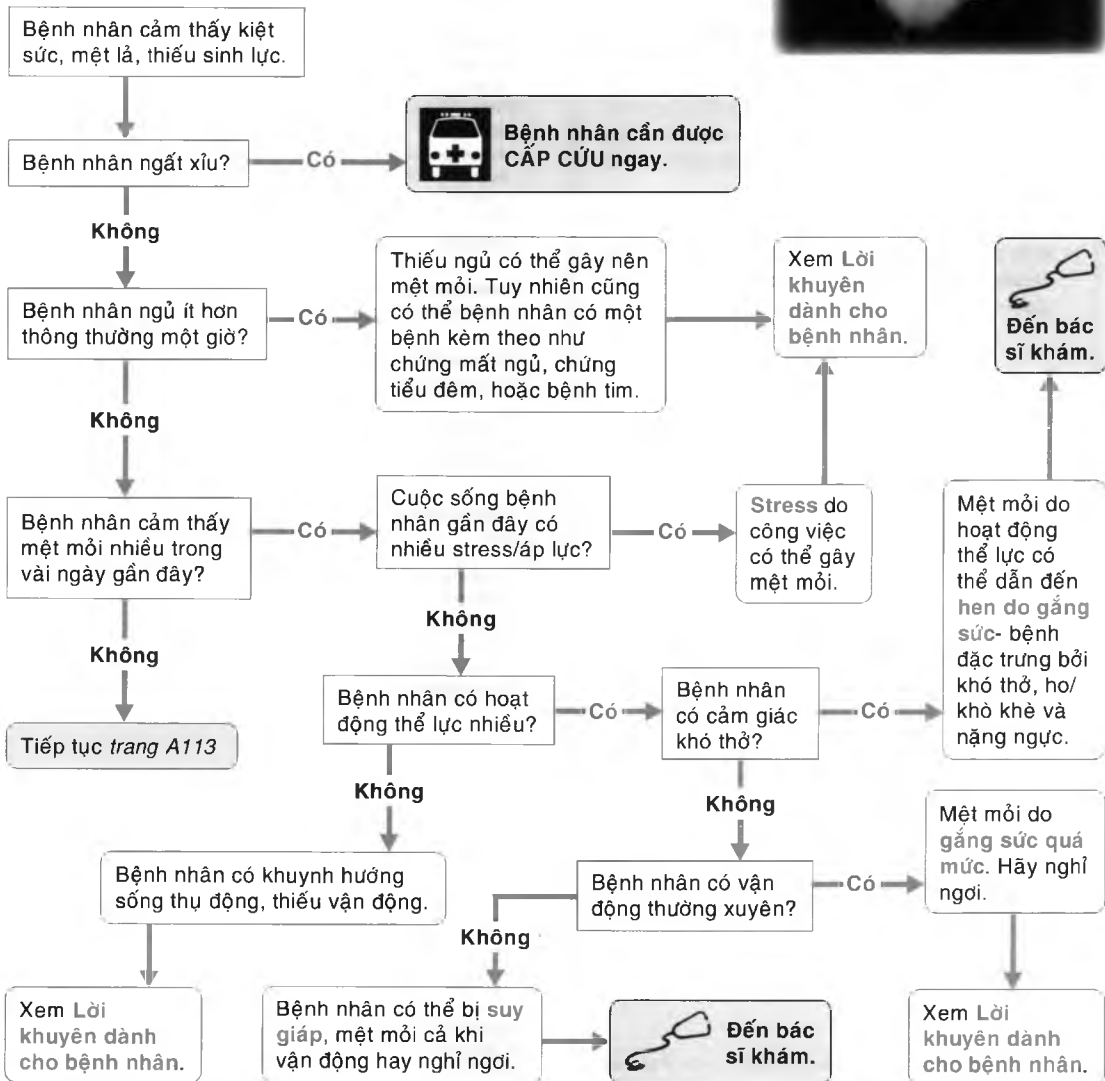 Bệnh nhân cảm thấy kiệt
sức, mệt lả, thiếu sinh lực.
Bệnh nhân ngất xỉu?
Có
Bệnh nhân cần được
CẤP CỨU ngay.
Không
Bệnh nhân ngủ ít hơn
thông thường một giờ?
Có
Thiếu ngủ có thể gây nên
mệt mỏi. Tuy nhiên cũng
có thể bệnh nhân có một
bệnh kèm theo như
chứng mất ngủ, chứng
tiểu đêm, hoặc bệnh tim.
Xem Lời
khuyên
dành cho
bệnh nhân.
Đến bác
sĩ khám.
Không
Bệnh nhân cảm thấy
mệt mỏi nhiều trong
vài ngày gần đây?
Có
Cuộc sống bệnh
nhân gần đây có
nhiều stress/áp lực?
Có
Stress do
công việc
có thể gây
mệt mỏi.
Mệt mỏi do
hoạt động
thể lực có
thể dẫn đến
hen do gắng
sức- bệnh
đặc trưng bởi
khó thở, ho/
khò khè và
nặng ngực.
Không
Tiếp tục trang A113
Không
Bệnh nhân có hoạt
động thể lực nhiều?
Có
Bệnh nhân
có cảm giác
khó thở?
Có
Không
Bệnh nhân có khuynh hướng
sống thụ động, thiếu vận động.
Không
Bệnh nhân có vận
động thường xuyên?
Có
Mệt mỏi do
gắng sức quá
mức. Hãy nghỉ
ngơi.
Không
Xem Lời
khuyên dành
cho bệnh nhân.
Bệnh nhân có thể bị suy
giáp, mệt mỏi cả khi
vận động hay nghỉ ngơi.
Đến bác
sĩ khám.
Xem Lời
khuyên dành
cho bệnh nhân.